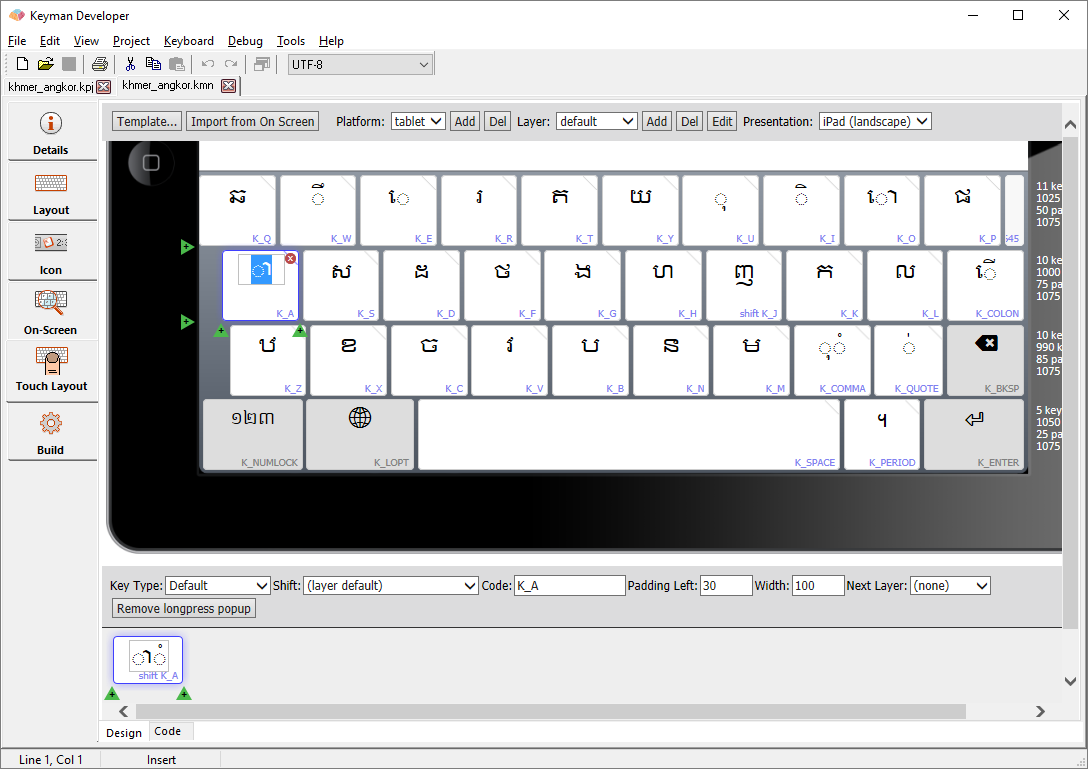 Keyman Developer
File Edit View Project Keyboard Debug Tools Help
UTF-8
khmer_angkor.kpj khmer_angkor.kmn
Template... Import from On Screen Platform: tablet Add Del Layer: default Add Del Edit Presentation: iPad (landscape)
Details
Layout
Icon
On-Screen
Touch Layout
Build
ឆ ឹ េ រ ត យ ុ ិ ោ ផ
K_Q K_W K_E K_R K_T K_Y K_U K_I K_O K_P
11 ke
1025
50 pa
1075
ា ស ដ ថ ង ហ ញ ក ល ើ
K_A K_S K_D K_F K_G K_H shift K_J K_K K_L K_COLON
10 ke
1000
75 pa
1075
ឋ ខ ច វ ប ន ម ុំ ់
K_Z K_X K_C K_V K_B K_N K_M K_COMMA K_QUOTE K_BKSP
10 ke
990 k
85 pa
1075
១២៣ ។
K_NUMLOCK K_LOPT K_SPACE K_PERIOD K_ENTER
5 key
1050
25 pa
1075
Key Type: Default Shift: (layer default) Code: K_A Padding Left: 30 Width: 100 Next Layer: (none)
Remove longpress popup
ាំ
shift K_A
Design Code
Line 1, Col 1 Insert